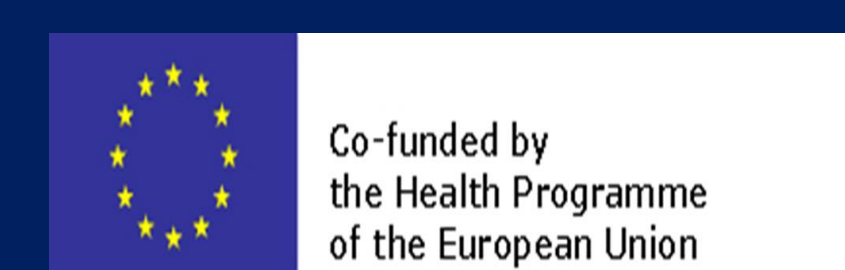 Co-funded by
the Health Programme
of the European Union